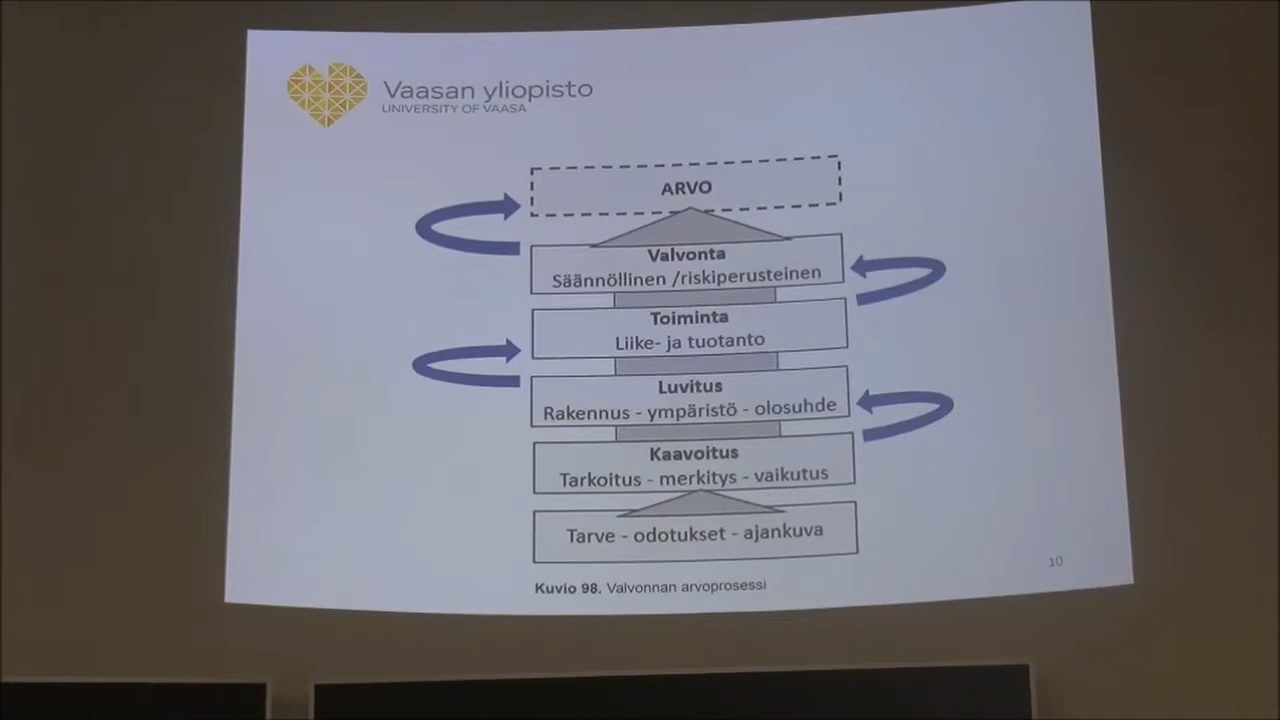 Vaasan yliopisto
UNIVERSITY OF VAASA
ARVO
Valvonta
Säännöllinen /riskiperusteinen
Toiminta
Liike- ja tuotanto
Luvitus
Rakennus - ympäristö - olosuhde
Kaavoitus
Tarkoitus - merkitys - vaikutus
Tarve - odotukset - ajankuva
10
Kuvio 98. Valvonnan arvoprosessi